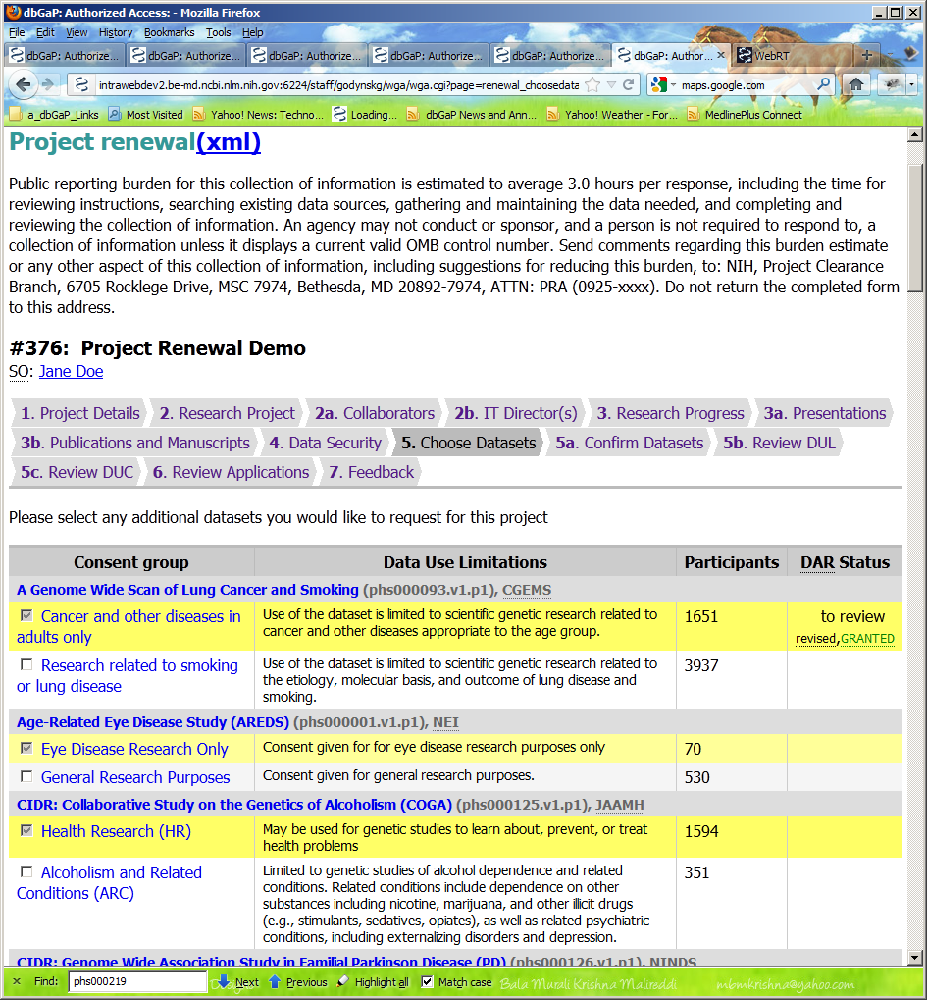 dbGaP: Authorized Access: - Mozilla Firefox
File Edit View History Bookmarks Tools Help
dbGaP: Authorize... dbGaP: Authorize... dbGaP: Authorize... dbGaP: Authorize... dbGaP: Authorize... dbGaP: Author... × WebRT
intrawebdev2.be-md.ncbi.nlm.nih.gov:6224/staff/godynskg/wga/wga.cgi?page=renewal_choosedata maps.google.com
a_dbGaP_Links Most Visited Yahoo! News: Techno... Loading... dbGaP News and Ann... Yahoo! Weather - For... MedlinePlus Connect
Project renewal(xml)
Public reporting burden for this collection of information is estimated to average 3.0 hours per response, including the time for
reviewing instructions, searching existing data sources, gathering and maintaining the data needed, and completing and
reviewing the collection of information. An agency may not conduct or sponsor, and a person is not required to respond to, a
collection of information unless it displays a current valid OMB control number. Send comments regarding this burden estimate
or any other aspect of this collection of information, including suggestions for reducing this burden, to: NIH, Project Clearance
Branch, 6705 Rocklege Drive, MSC 7974, Bethesda, MD 20892-7974, ATTN: PRA (0925-xxxx). Do not return the completed form
to this address.
#376: Project Renewal Demo
SO: Jane Doe
1. Project Details 2. Research Project 2a. Collaborators 2b. IT Director(s) 3. Research Progress 3a. Presentations
3b. Publications and Manuscripts 4. Data Security 5. Choose Datasets 5a. Confirm Datasets 5b. Review DUL
5c. Review DUC 6. Review Applications 7. Feedback
Please select any additional datasets you would like to request for this project
Consent group Data Use Limitations Participants DAR Status
A Genome Wide Scan of Lung Cancer and Smoking (phs000093.v1.p1), CGEMS
Cancer and other diseases in
adults only
Use of the dataset is limited to scientific genetic research related to
cancer and other diseases appropriate to the age group.
1651
to review
revised,GRANTED
Research related to smoking
or lung disease
Use of the dataset is limited to scientific genetic research related to
the etiology, molecular basis, and outcome of lung disease and
smoking.
3937
Age-Related Eye Disease Study (AREDS) (phs000001.v1.p1), NEI
Eye Disease Research Only Consent given for for eye disease research purposes only 70
General Research Purposes Consent given for general research purposes. 530
CIDR: Collaborative Study on the Genetics of Alcoholism (COGA) (phs000125.v1.p1), JAAMH
Health Research (HR)
May be used for genetic studies to learn about, prevent, or treat
health problems
1594
Alcoholism and Related
Conditions (ARC)
Limited to genetic studies of alcohol dependence and related
conditions. Related conditions include dependence on other
substances including nicotine, marijuana, and other illicit drugs
(e.g., stimulants, sedatives, opiates), as well as related psychiatric
conditions, including externalizing disorders and depression.
351
CIDR: Genome Wide Association Study in Familial Parkinson Disease (PD) (phs000126.v1.p1), NINDS
× Find: phs000219 Next Previous Highlight all Match case Bala Murali Krishna Malireddi mbmkrishna@yahoo.com